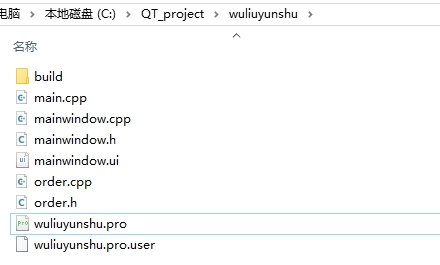 电脑 › 本地磁盘 (C:) › QT_project › wuliuyunshu ›
名称
build
main.cpp
mainwindow.cpp
mainwindow.h
mainwindow.ui
order.cpp
order.h
wuliuyunshu.pro
wuliuyunshu.pro.user